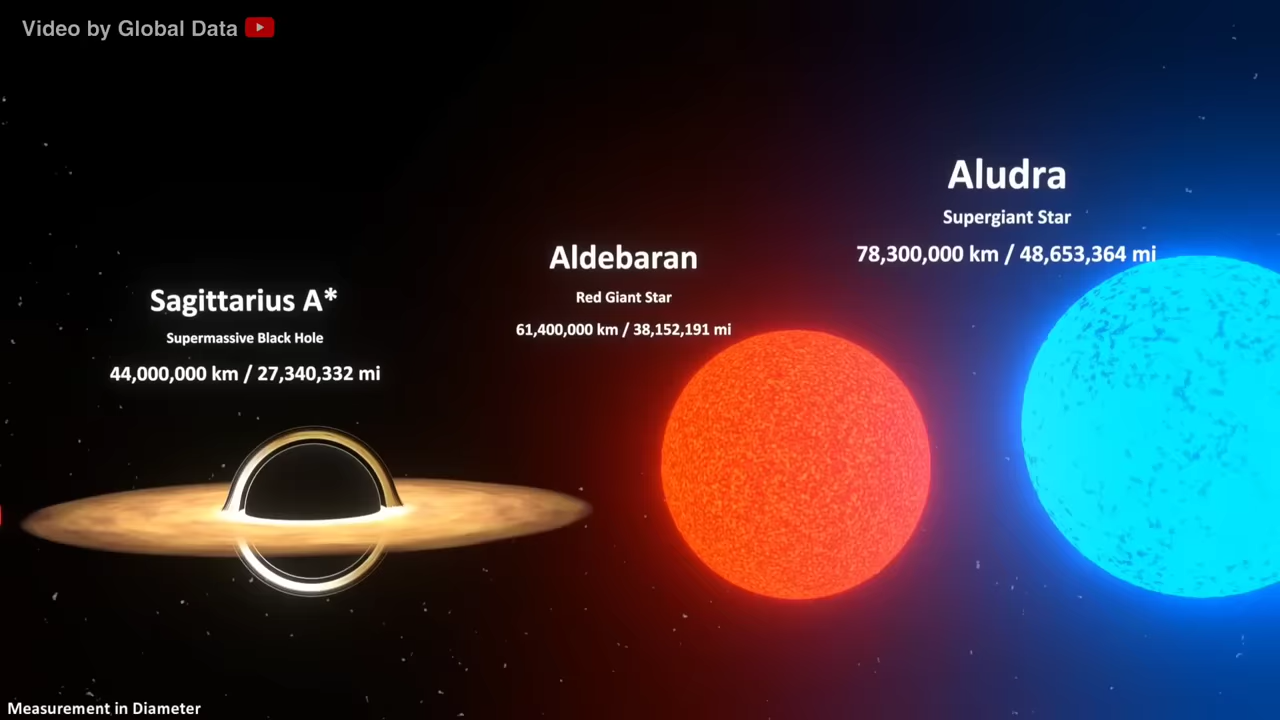 Video by Global Data
Aludra
Supergiant Star
78,300,000 km / 48,653,364 mi
Aldebaran
Red Giant Star
61,400,000 km / 38,152,191 mi
Sagittarius A*
Supermassive Black Hole
44,000,000 km / 27,340,332 mi
Measurement in Diameter